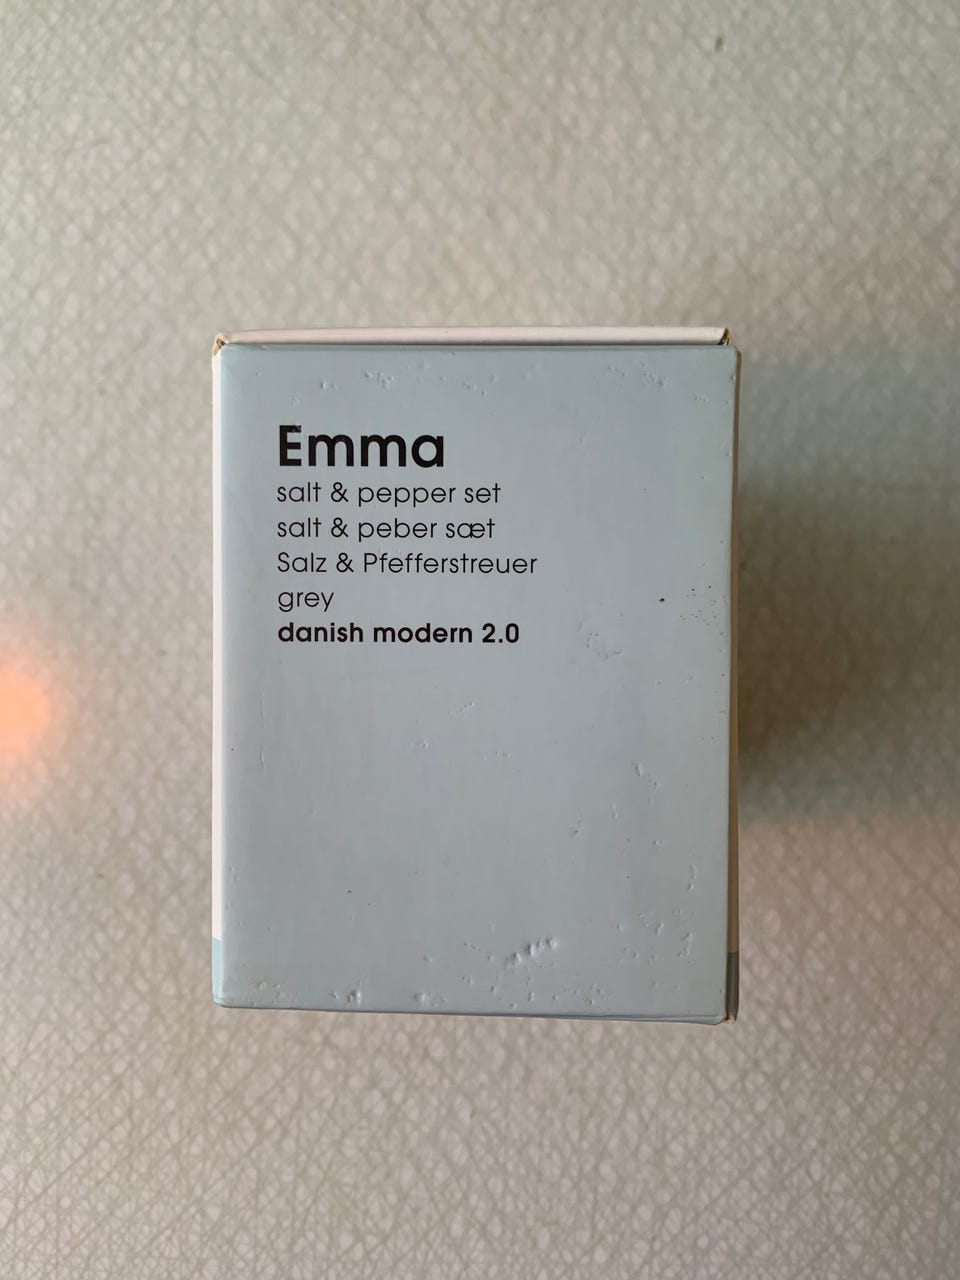 Emma
salt & pepper set
salt & peber sæt
Salz & Pfefferstreuer
grey
danish modern 2.0